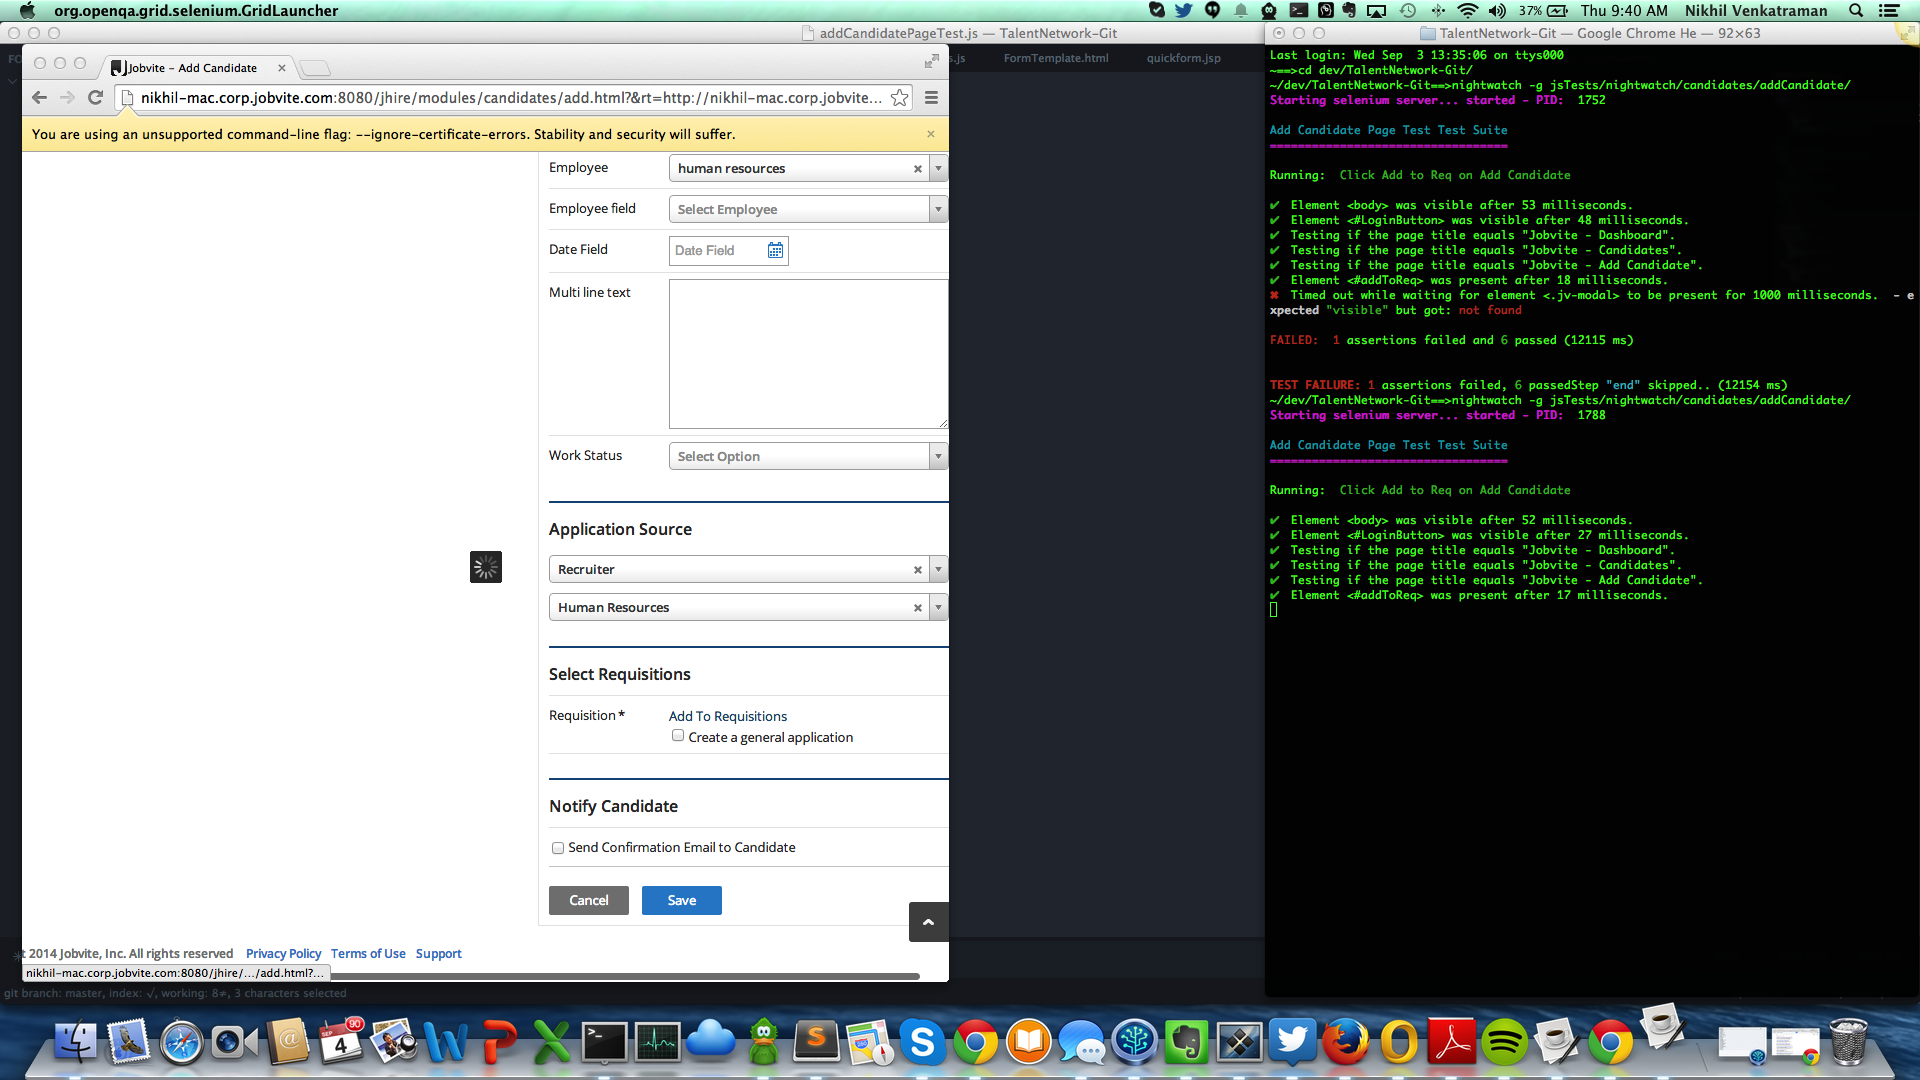 org.openqa.grid.selenium.GridLauncher
37%
Thu 9:40 AM
Nikhil Venkatraman
addCandidatePageTest.js — TalentNetwork-Git
FormTemplate.html
quickform.jsp
Jobvite - Add Candidate
nikhil-mac.corp.jobvite.com:8080/jhire/modules/candidates/add.html?&rt=http://nikhil-mac.corp.jobvite...
You are using an unsupported command-line flag: --ignore-certificate-errors. Stability and security will suffer.
Employee
human resources
Employee field
Select Employee
Date Field
Date Field
Multi line text
Work Status
Select Option
Application Source
Recruiter
Human Resources
Select Requisitions
Requisition *
Add To Requisitions
Create a general application
Notify Candidate
Send Confirmation Email to Candidate
Cancel
Save
2014 Jobvite, Inc. All rights reserved
Privacy Policy
Terms of Use
Support
nikhil-mac.corp.jobvite.com:8080/jhire/.../add.html?...
git branch: master, index: √, working: 8≠, 3 characters selected
TalentNetwork-Git — Google Chrome He — 92×63
Last login: Wed Sep  3 13:35:06 on ttys000
~==>cd dev/TalentNetwork-Git/
~/dev/TalentNetwork-Git==>nightwatch -g jsTests/nightwatch/candidates/addCandidate/
Starting selenium server... started - PID:  1752
Add Candidate Page Test Test Suite
==================================
Running:  Click Add to Req on Add Candidate
✔  Element <body> was visible after 53 milliseconds.
✔  Element <#LoginButton> was visible after 48 milliseconds.
✔  Testing if the page title equals "Jobvite - Dashboard".
✔  Testing if the page title equals "Jobvite - Candidates".
✔  Testing if the page title equals "Jobvite - Add Candidate".
✔  Element <#addToReq> was present after 18 milliseconds.
✖  Timed out while waiting for element <.jv-modal> to be present for 1000 milliseconds.  - e
xpected "visible" but got: not found
FAILED:  1 assertions failed and 6 passed (12115 ms)
TEST FAILURE: 1 assertions failed, 6 passedStep "end" skipped.. (12154 ms)
~/dev/TalentNetwork-Git==>nightwatch -g jsTests/nightwatch/candidates/addCandidate/
Starting selenium server... started - PID:  1788
Add Candidate Page Test Test Suite
==================================
Running:  Click Add to Req on Add Candidate
✔  Element <body> was visible after 52 milliseconds.
✔  Element <#LoginButton> was visible after 27 milliseconds.
✔  Testing if the page title equals "Jobvite - Dashboard".
✔  Testing if the page title equals "Jobvite - Candidates".
✔  Testing if the page title equals "Jobvite - Add Candidate".
✔  Element <#addToReq> was present after 17 milliseconds.
SEP
4
90